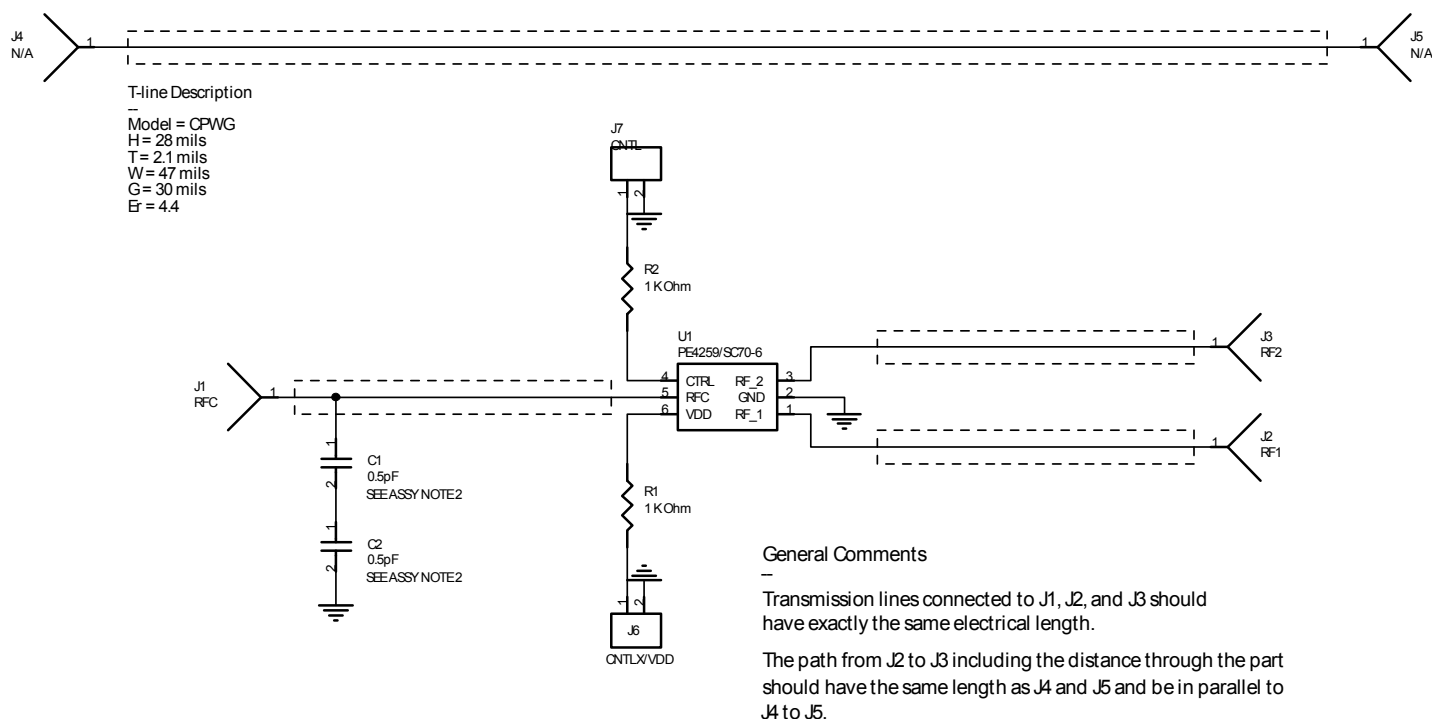 J4
N/A
1
1
J5
N/A
T-line Description
--
Model = CPWG
H = 28 mils
T = 2.1 mils
W = 47 mils
G = 30 mils
Er = 4.4
J7
CNTL
1
2
R2
1 K Ohm
U1
PE4259/SC70-6
4
CTRL
RF_2
3
5
RFC
GND
2
6
VDD
RF_1
1
1
J3
RF2
J1
RFC
1
1
J2
RF1
1
C1
0.5pF
SEE ASSY NOTE 2
2
1
C2
0.5pF
SEE ASSY NOTE 2
2
R1
1 K Ohm
1
2
J6
CNTLX/VDD
General Comments
--
Transmission lines connected to J1, J2, and J3 should
have exactly the same electrical length.
The path from J2 to J3 including the distance through the part
should have the same length as J4 and J5 and be in parallel to
J4 to J5.